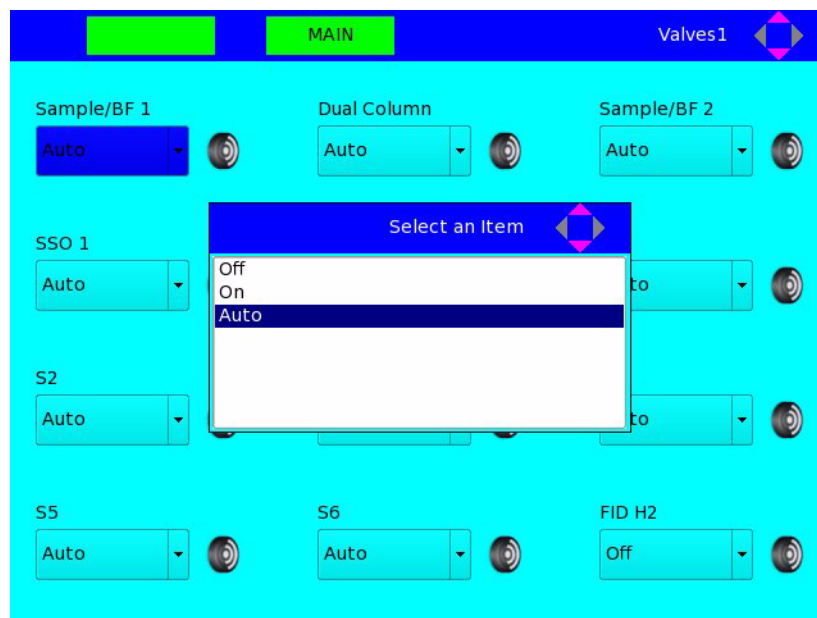 MAIN
Valves1
Sample/BF 1
Dual Column
Sample/BF 2
Auto
Auto
Auto
Select an Item
Off
On
Auto
SSO 1
Auto
to
S2
Auto
to
S5
S6
FID H2
Auto
Auto
Off